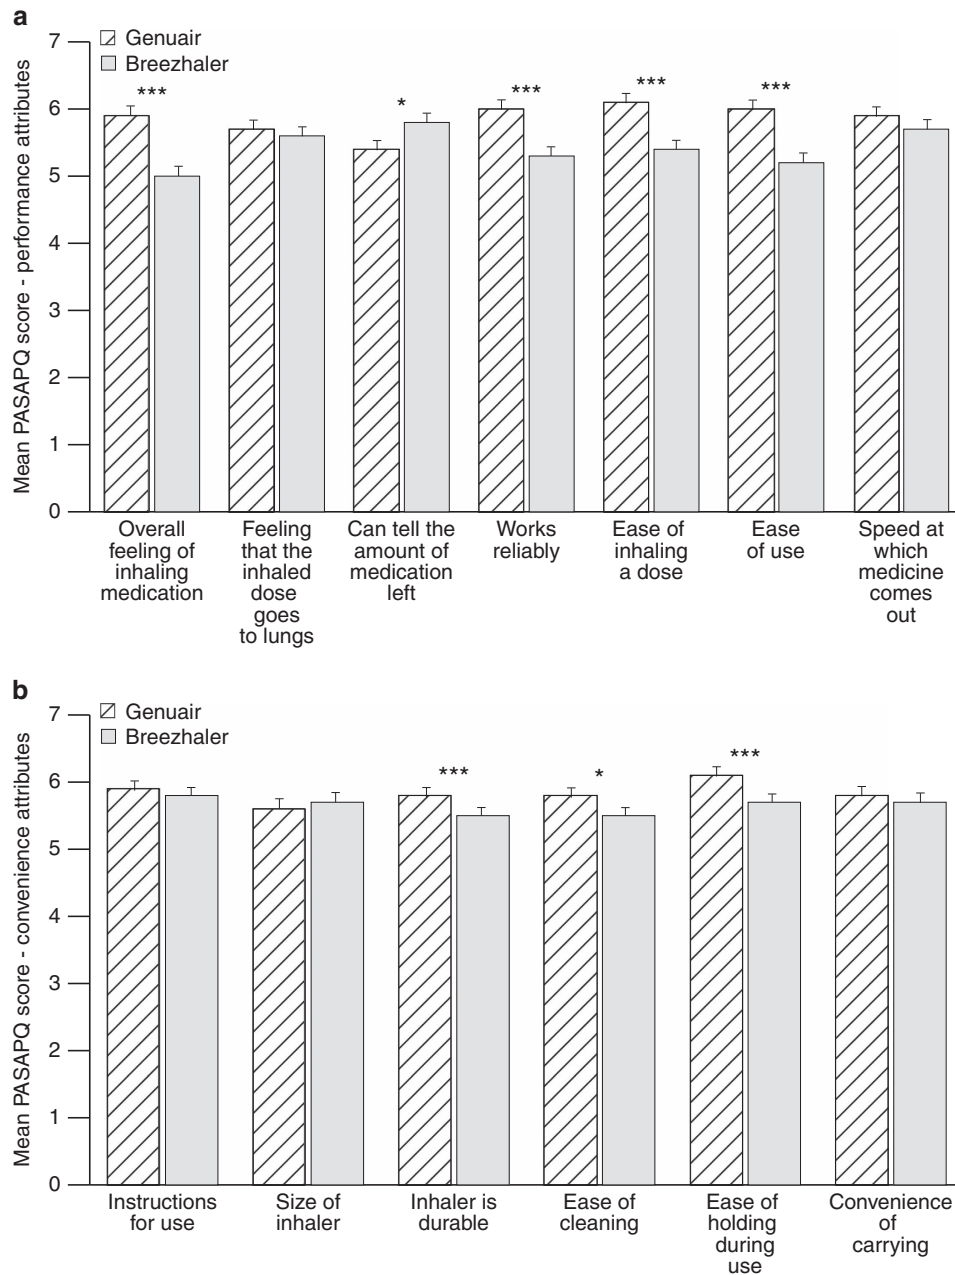 a
7
6
5
4
3
2
1
0
Mean PASAPQ score - performance attributes
Genuair
Breezhaler
***
*
***
***
***
Overall
feeling of
inhaling
medication
Feeling
that the
inhaled
dose
goes
to lungs
Can tell the
amount of
medication
left
Works
reliably
Ease of
inhaling
a dose
Ease
of use
Speed at
which
medicine
comes
out
b
7
6
5
4
3
2
1
0
Mean PASAPQ score - convenience attributes
Genuair
Breezhaler
***
*
***
Instructions
for use
Size of
inhaler
Inhaler is
durable
Ease of
cleaning
Ease of
holding
during
use
Convenience
of
carrying